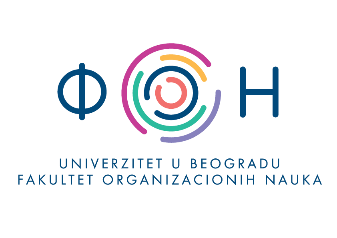 ФОН
UNIVERZITET U BEOGRADU
FAKULTET ORGANIZACIONIH NAUKA